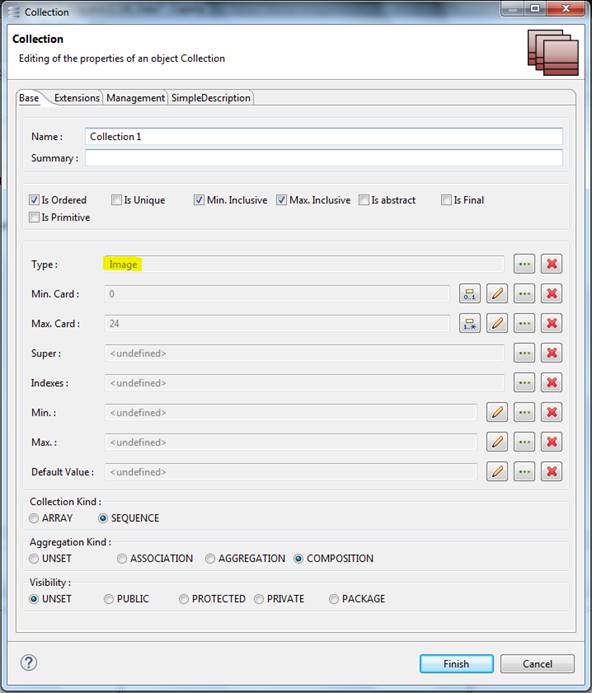 Collection
Collection
Editing of the properties of an object Collection
Base Extensions Management SimpleDescription
Name : Collection 1
Summary :
Is Ordered Is Unique Min. Inclusive Max. Inclusive Is abstract Is Final
Is Primitive
Type : Image
Min. Card : 0 0..1
Max. Card : 24 1..*
Super : <undefined>
Indexes : <undefined>
Min. : <undefined>
Max. : <undefined>
Default Value : <undefined>
Collection Kind :
ARRAY SEQUENCE
Aggregation Kind :
UNSET ASSOCIATION AGGREGATION COMPOSITION
Visibility :
UNSET PUBLIC PROTECTED PRIVATE PACKAGE
? Finish Cancel